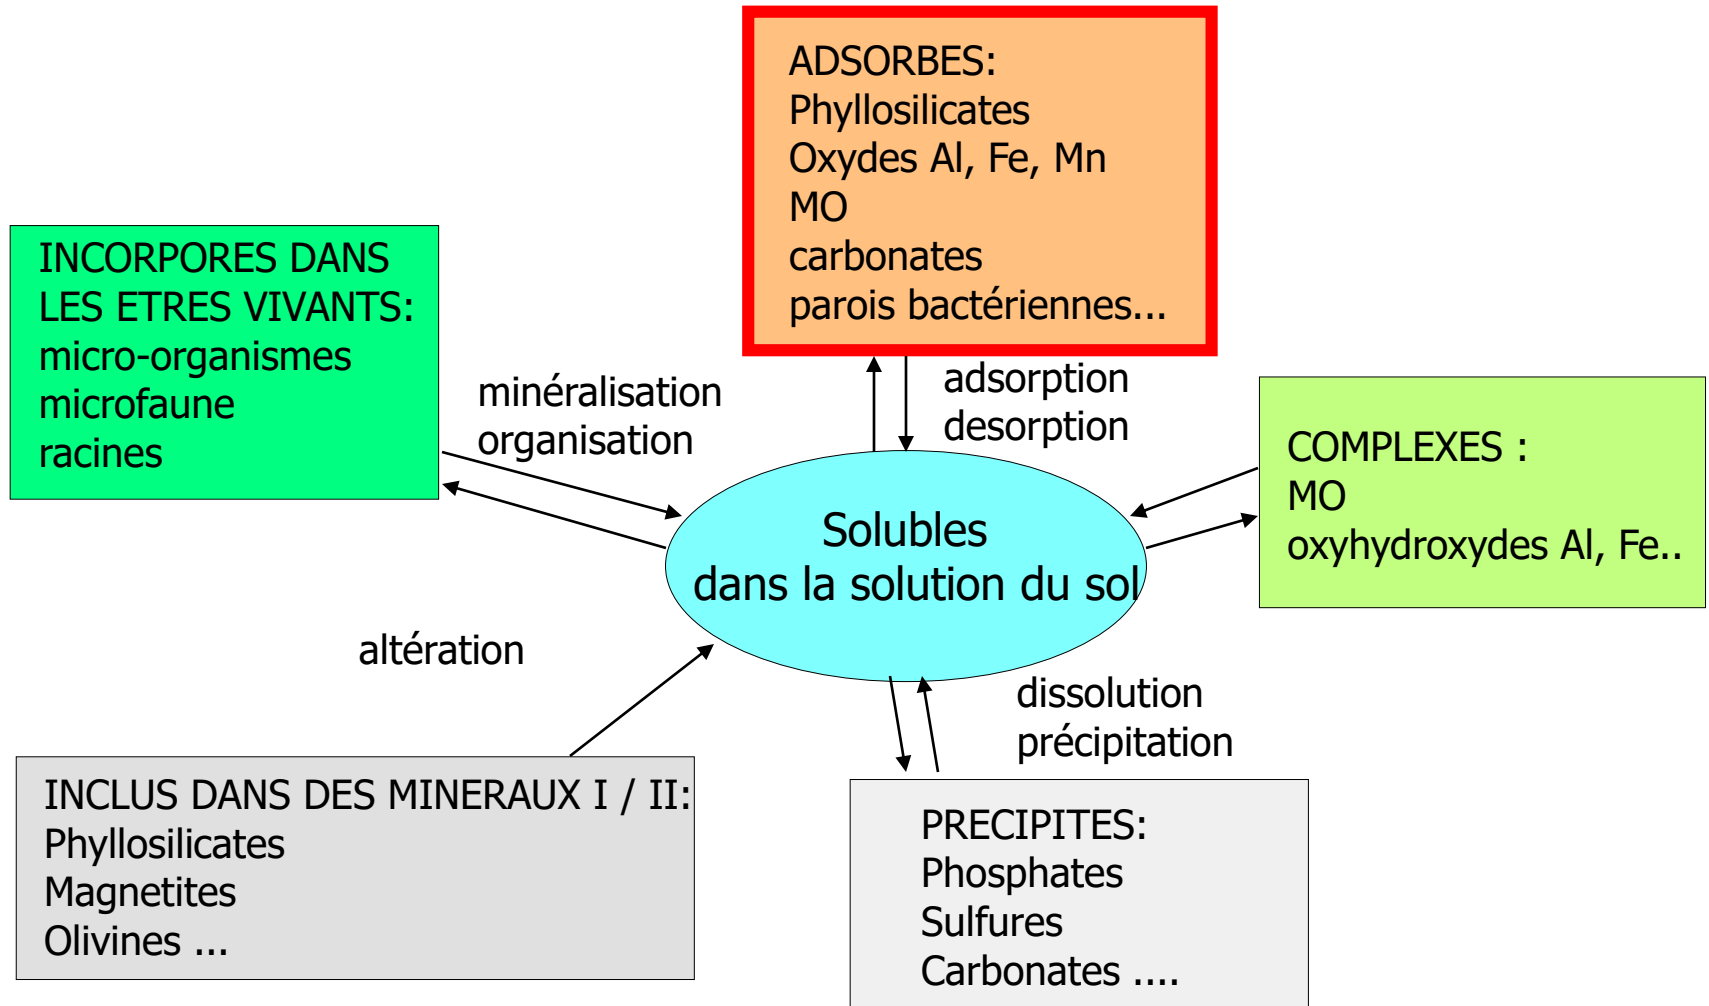 ADSORBES:
Phyllosilicates
Oxydes Al, Fe, Mn
MO
carbonates
parois bactériennes...
INCORPORES DANS
LES ETRES VIVANTS:
micro-organismes
microfaune
racines
minéralisation
organisation
adsorption
desorption
COMPLEXES :
MO
oxyhydroxydes Al, Fe..
Solubles
dans la solution du sol
altération
dissolution
précipitation
INCLUS DANS DES MINERAUX I / II:
Phyllosilicates
Magnetites
Olivines ...
PRECIPITES:
Phosphates
Sulfures
Carbonates ....